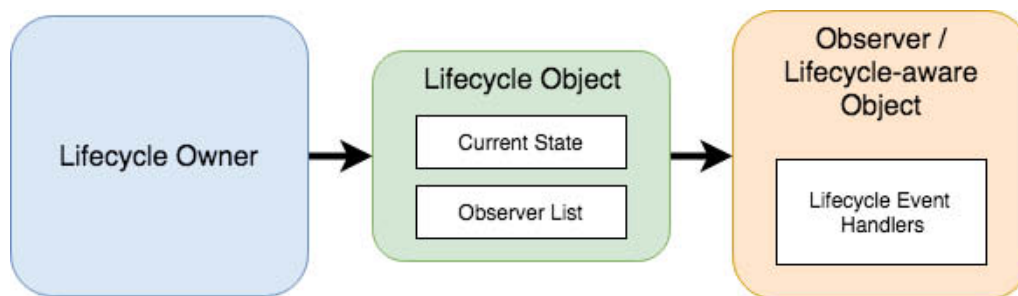 Lifecycle Owner
Lifecycle Object
Current State
Observer List
Observer /
Lifecycle-aware
Object
Lifecycle Event
Handlers